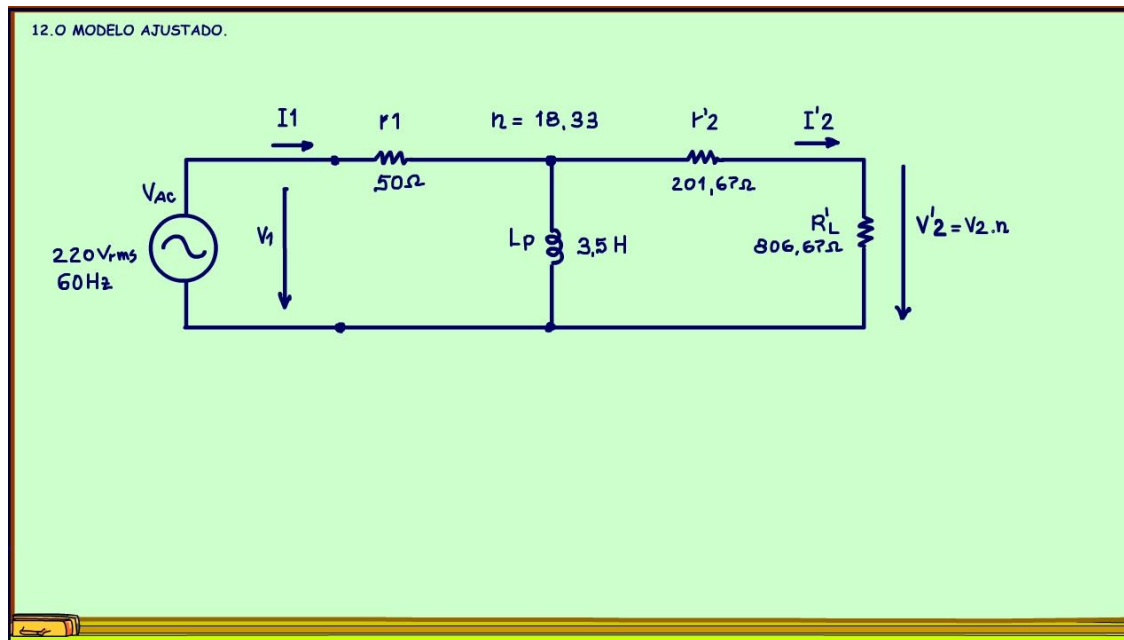 12.O MODELO AJUSTADO.
I1
r1
n = 18,33
r'2
I'2
50Ω
201,67Ω
VAC
V1
Lp
3,5 H
R'L
806,67Ω
V'2 = V2.n
220Vrms
60Hz